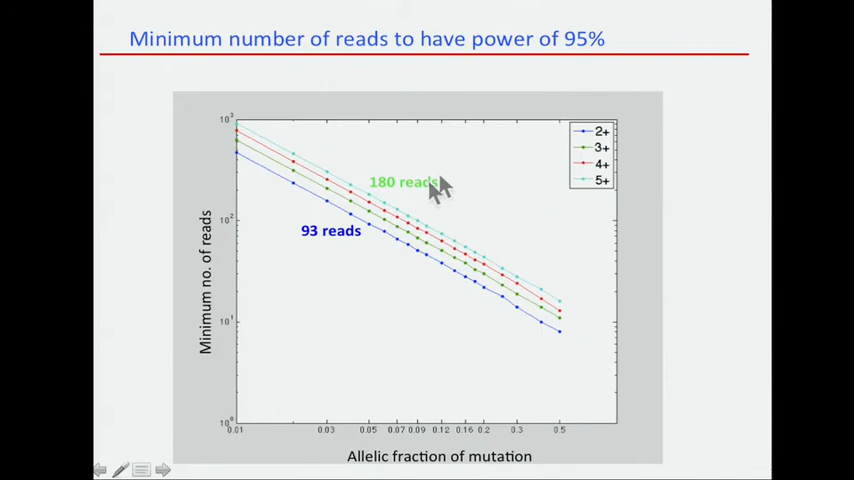 Minimum number of reads to have power of 95%
10³
10²
10¹
10⁰
Minimum no. of reads
180 reads
93 reads
2+
3+
4+
5+
0.01 0.03 0.05 0.07 0.09 0.12 0.16 0.2 0.3 0.5
Allelic fraction of mutation